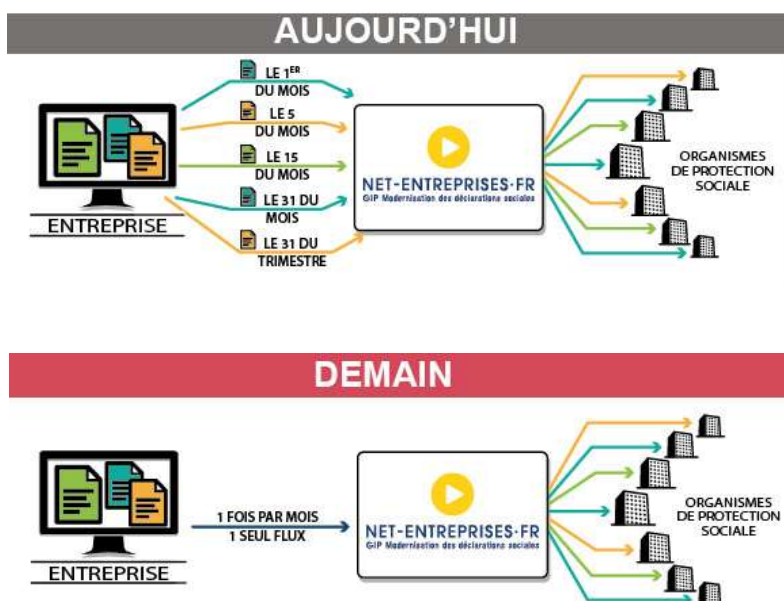 AUJOURD'HUI
LE 1ER
DU MOIS
LE 5
DU MOIS
LE 15
DU MOIS
LE 31 DU
MOIS
LE 31 DU
TRIMESTRE
ENTREPRISE
NET-ENTREPRISES·FR
GIP Modernisation des déclarations sociales
ORGANISMES
DE PROTECTION
SOCIALE
DEMAIN
ENTREPRISE
1 FOIS PAR MOIS
1 SEUL FLUX
NET-ENTREPRISES·FR
GIP Modernisation des déclarations sociales
ORGANISMES
DE PROTECTION
SOCIALE